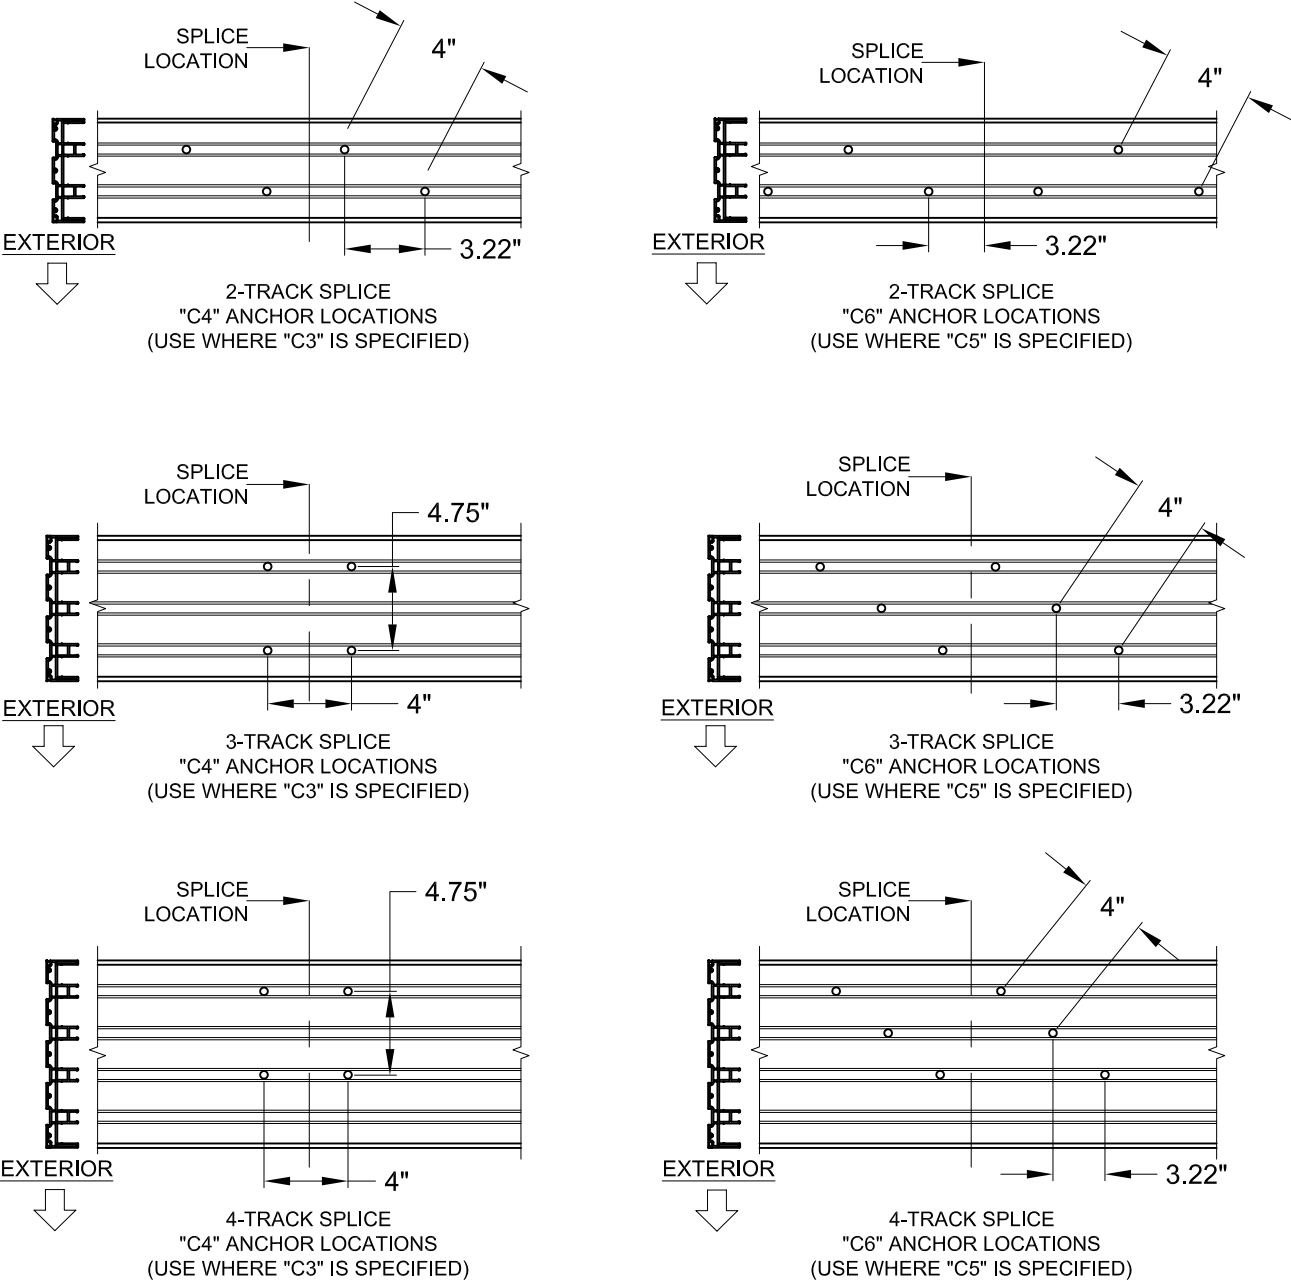 SPLICE
LOCATION
4"
EXTERIOR
3.22"
2-TRACK SPLICE
"C4" ANCHOR LOCATIONS
(USE WHERE "C3" IS SPECIFIED)
SPLICE
LOCATION
4"
EXTERIOR
3.22"
2-TRACK SPLICE
"C6" ANCHOR LOCATIONS
(USE WHERE "C5" IS SPECIFIED)
SPLICE
LOCATION
4.75"
EXTERIOR
4"
3-TRACK SPLICE
"C4" ANCHOR LOCATIONS
(USE WHERE "C3" IS SPECIFIED)
SPLICE
LOCATION
4"
EXTERIOR
3.22"
3-TRACK SPLICE
"C6" ANCHOR LOCATIONS
(USE WHERE "C5" IS SPECIFIED)
SPLICE
LOCATION
4.75"
EXTERIOR
4"
4-TRACK SPLICE
"C4" ANCHOR LOCATIONS
(USE WHERE "C3" IS SPECIFIED)
SPLICE
LOCATION
4"
EXTERIOR
3.22"
4-TRACK SPLICE
"C6" ANCHOR LOCATIONS
(USE WHERE "C5" IS SPECIFIED)